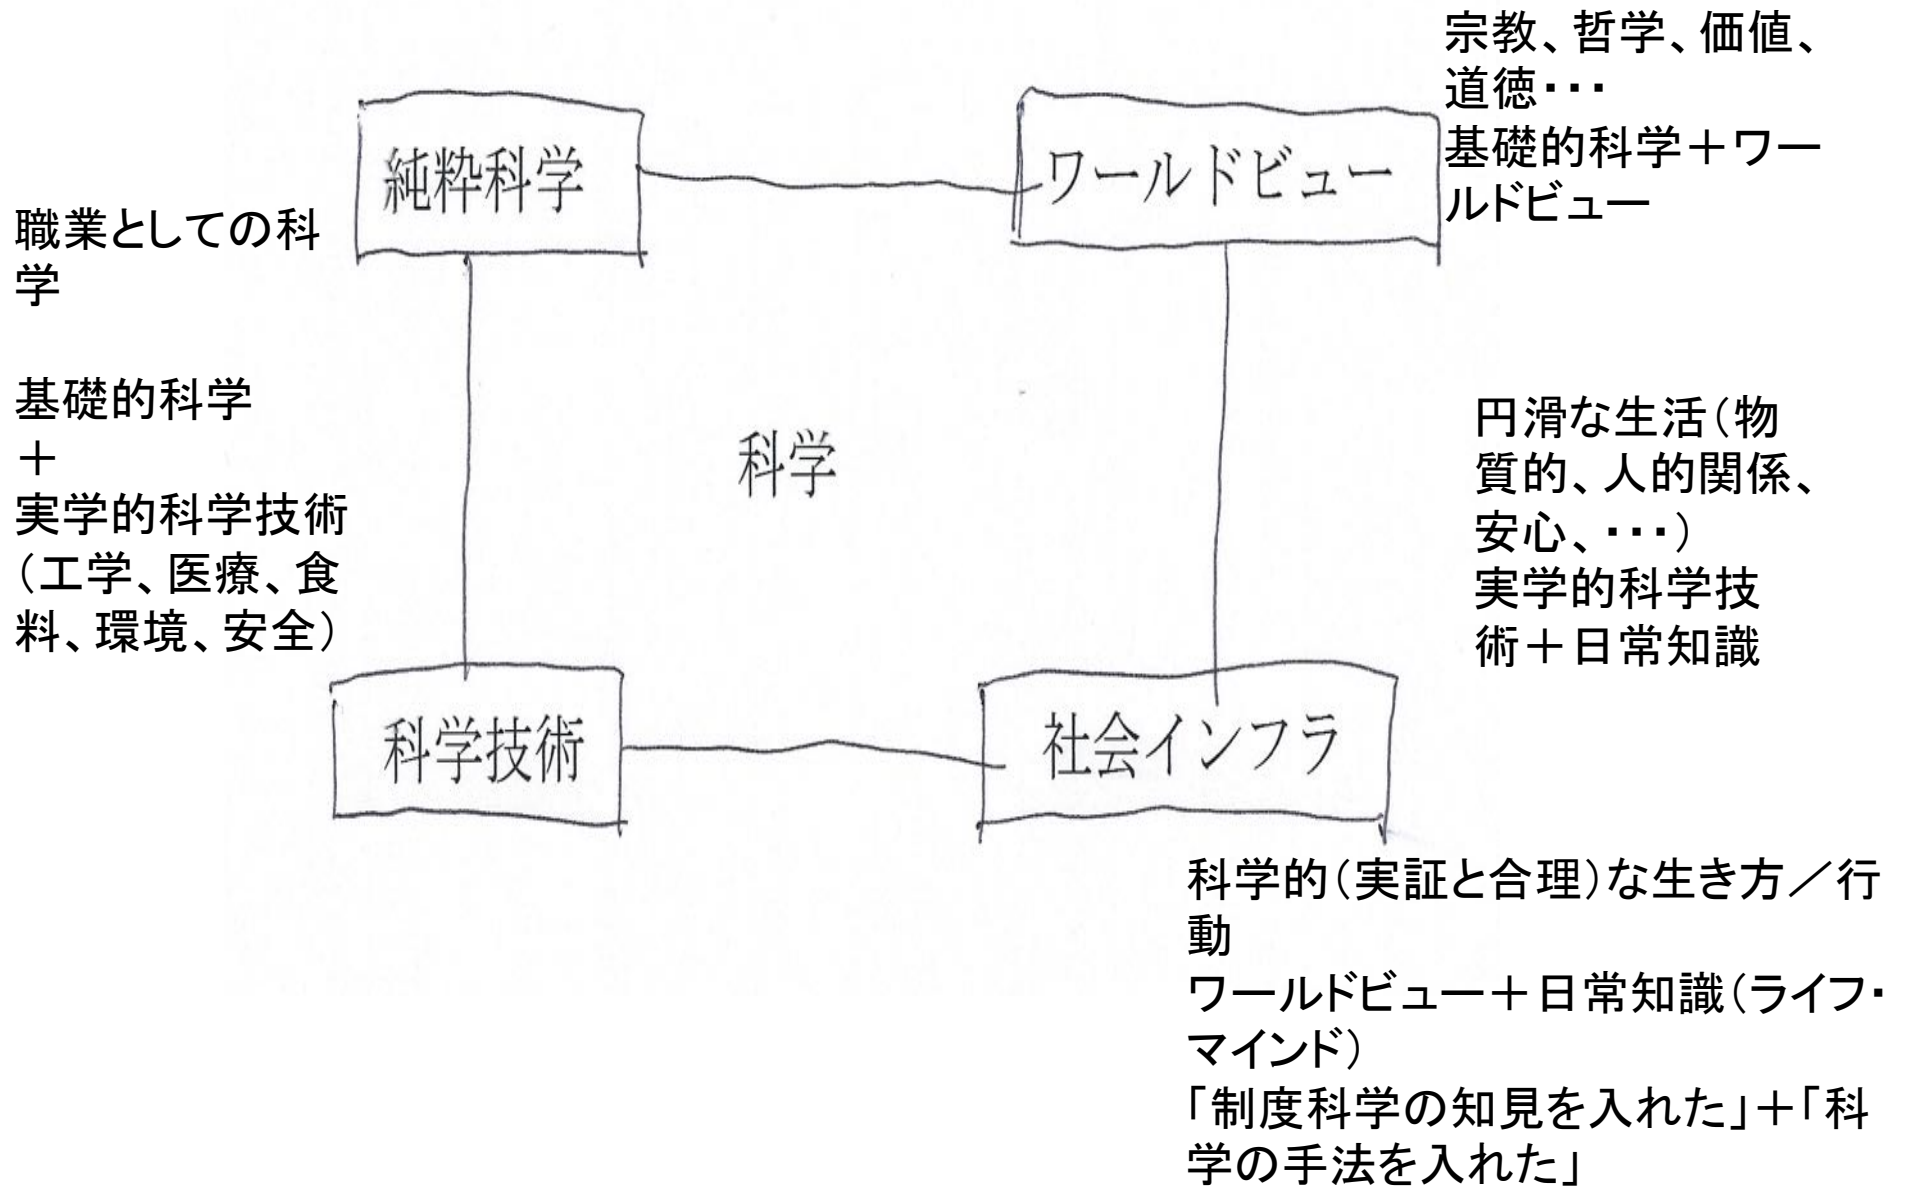 宗教、哲学、価値、
道徳・・・
基礎的科学＋ワー
ルドビュー
純粋科学
ワールドビュー
職業としての科
学
基礎的科学
＋
実学的科学技術
（工学、医療、食
料、環境、安全）
科学
円滑な生活（物
質的、人的関係、
安心、・・・）
実学的科学技
術＋日常知識
科学技術
社会インフラ
科学的（実証と合理）な生き方／行
動
ワールドビュー＋日常知識（ライフ・
マインド）
「制度科学の知見を入れた」＋「科
学の手法を入れた」